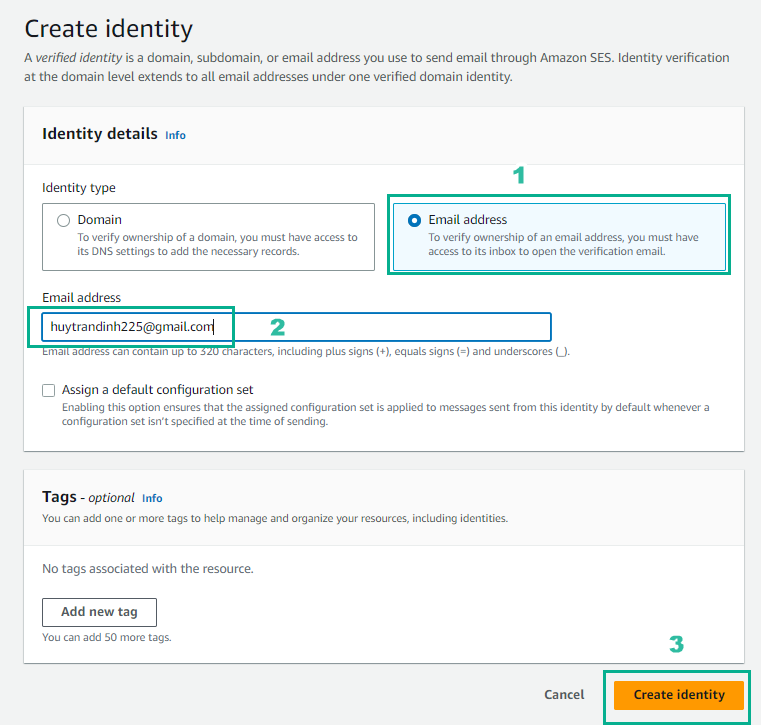 Create identity
A verified identity is a domain, subdomain, or email address you use to send email through Amazon SES. Identity verification
at the domain level extends to all email addresses under one verified domain identity.
Identity details Info
1
Identity type
Domain
To verify ownership of a domain, you must have access to
its DNS settings to add the necessary records.
Email address
To verify ownership of an email address, you must have
access to its inbox to open the verification email.
Email address
huytrandinh225@gmail.com
2
Email address can contain up to 320 characters, including plus signs (+), equals signs (=) and underscores (_).
Assign a default configuration set
Enabling this option ensures that the assigned configuration set is applied to messages sent from this identity by default whenever a
configuration set isn't specified at the time of sending.
Tags - optional Info
You can add one or more tags to help manage and organize your resources, including identities.
No tags associated with the resource.
Add new tag
You can add 50 more tags.
3
Cancel Create identity